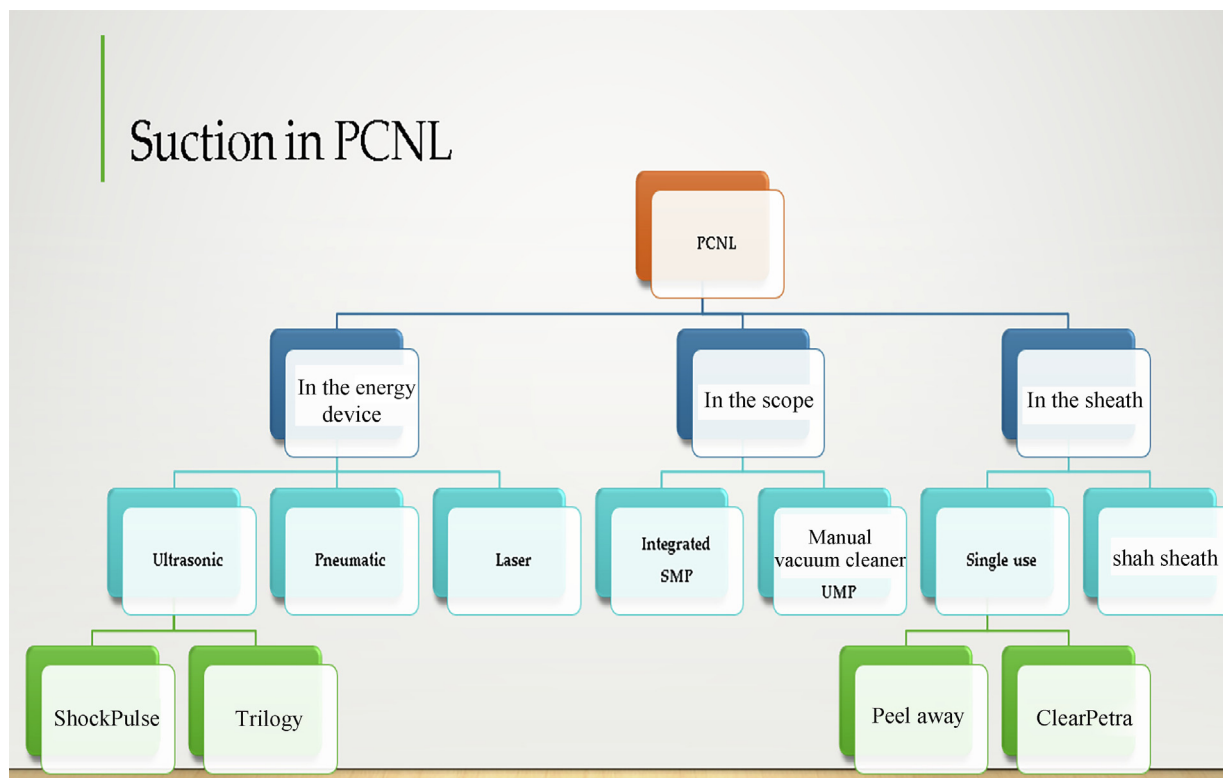 Suction in PCNL
PCNL
In the energy
device
In the scope
In the sheath
Ultrasonic
Pneumatic
Laser
Integrated
SMP
Manual
vacuum cleaner
UMP
Single use
shah sheath
ShockPulse
Trilogy
Peel away
ClearPetra